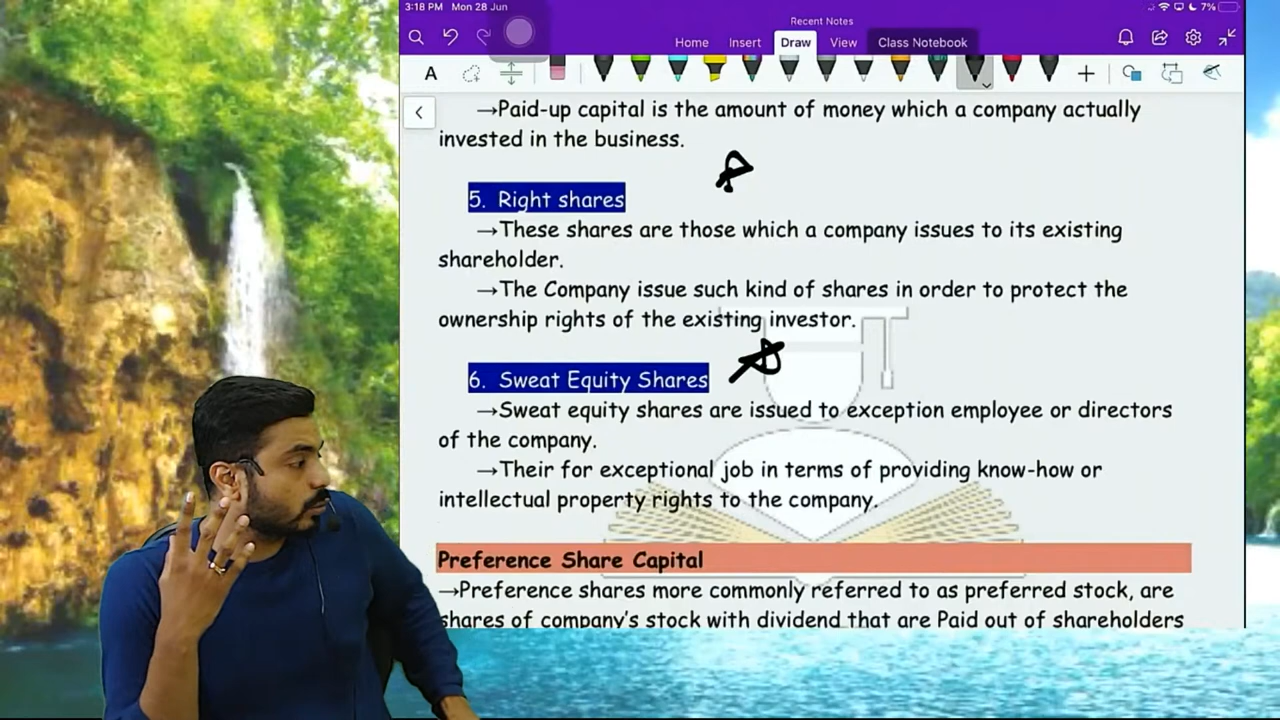 3:18 PM Mon 28 Jun
7%
Recent Notes
Home Insert Draw View Class Notebook
A
→Paid-up capital is the amount of money which a company actually
invested in the business.
5. Right shares
→These shares are those which a company issues to its existing
shareholder.
→The Company issue such kind of shares in order to protect the
ownership rights of the existing investor.
6. Sweat Equity Shares
→Sweat equity shares are issued to exception employee or directors
of the company.
→Their for exceptional job in terms of providing know-how or
intellectual property rights to the company.
Preference Share Capital
→Preference shares more commonly referred to as preferred stock, are
shares of company's stock with dividend that are Paid out of shareholders